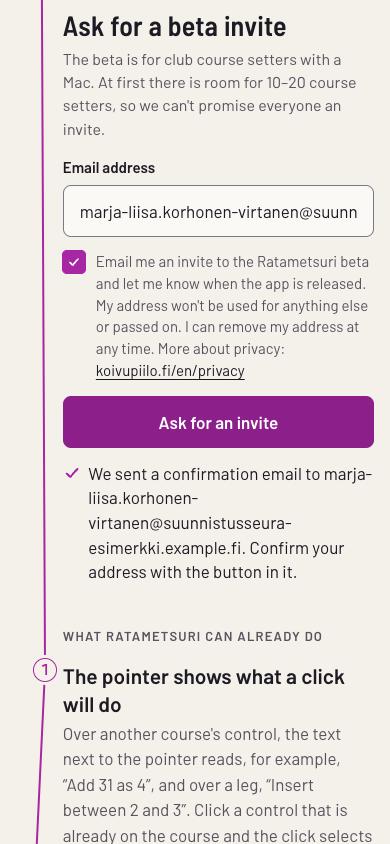 Ask for a beta invite
The beta is for club course setters with a
Mac. At first there is room for 10–20 course
setters, so we can't promise everyone an
invite.
Email address
marja-liisa.korhonen-virtanen@suunn
Email me an invite to the Ratametsuri beta
and let me know when the app is released.
My address won't be used for anything else
or passed on. I can remove my address at
any time. More about privacy:
koivupiilo.fi/en/privacy
Ask for an invite
We sent a confirmation email to marja-
liisa.korhonen-
virtanen@suunnistusseura-
esimerkki.example.fi. Confirm your
address with the button in it.
WHAT RATAMETSURI CAN ALREADY DO
1
The pointer shows what a click
will do
Over another course's control, the text
next to the pointer reads, for example,
“Add 31 as 4”, and over a leg, “Insert
between 2 and 3”. Click a control that is
already on the course and the click selects